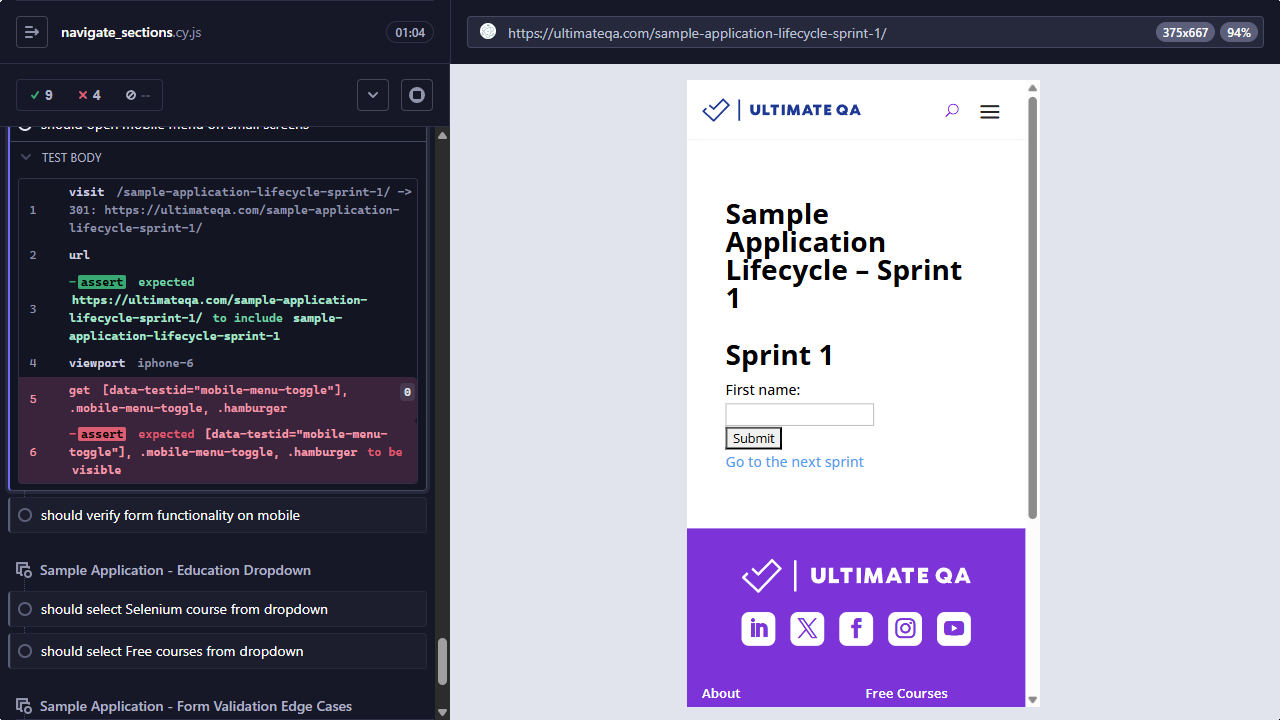 navigate_sections.cy.js
01:04
9
4
--
should open mobile menu on small screens
TEST BODY
1
visit /sample-application-lifecycle-sprint-1/ ->
301: https://ultimateqa.com/sample-application-
lifecycle-sprint-1/
2
url
3
-assert expected
https://ultimateqa.com/sample-application-
lifecycle-sprint-1/ to include sample-
application-lifecycle-sprint-1
4
viewport iphone-6
5
get [data-testid="mobile-menu-toggle"],
.mobile-menu-toggle, .hamburger
0
6
-assert expected [data-testid="mobile-menu-
toggle"], .mobile-menu-toggle, .hamburger to be
visible
should verify form functionality on mobile
Sample Application - Education Dropdown
should select Selenium course from dropdown
should select Free courses from dropdown
Sample Application - Form Validation Edge Cases
https://ultimateqa.com/sample-application-lifecycle-sprint-1/
375x667
94%
ULTIMATE QA
Sample
Application
Lifecycle – Sprint
1
Sprint 1
First name:
Submit
Go to the next sprint
ULTIMATE QA
About
Free Courses